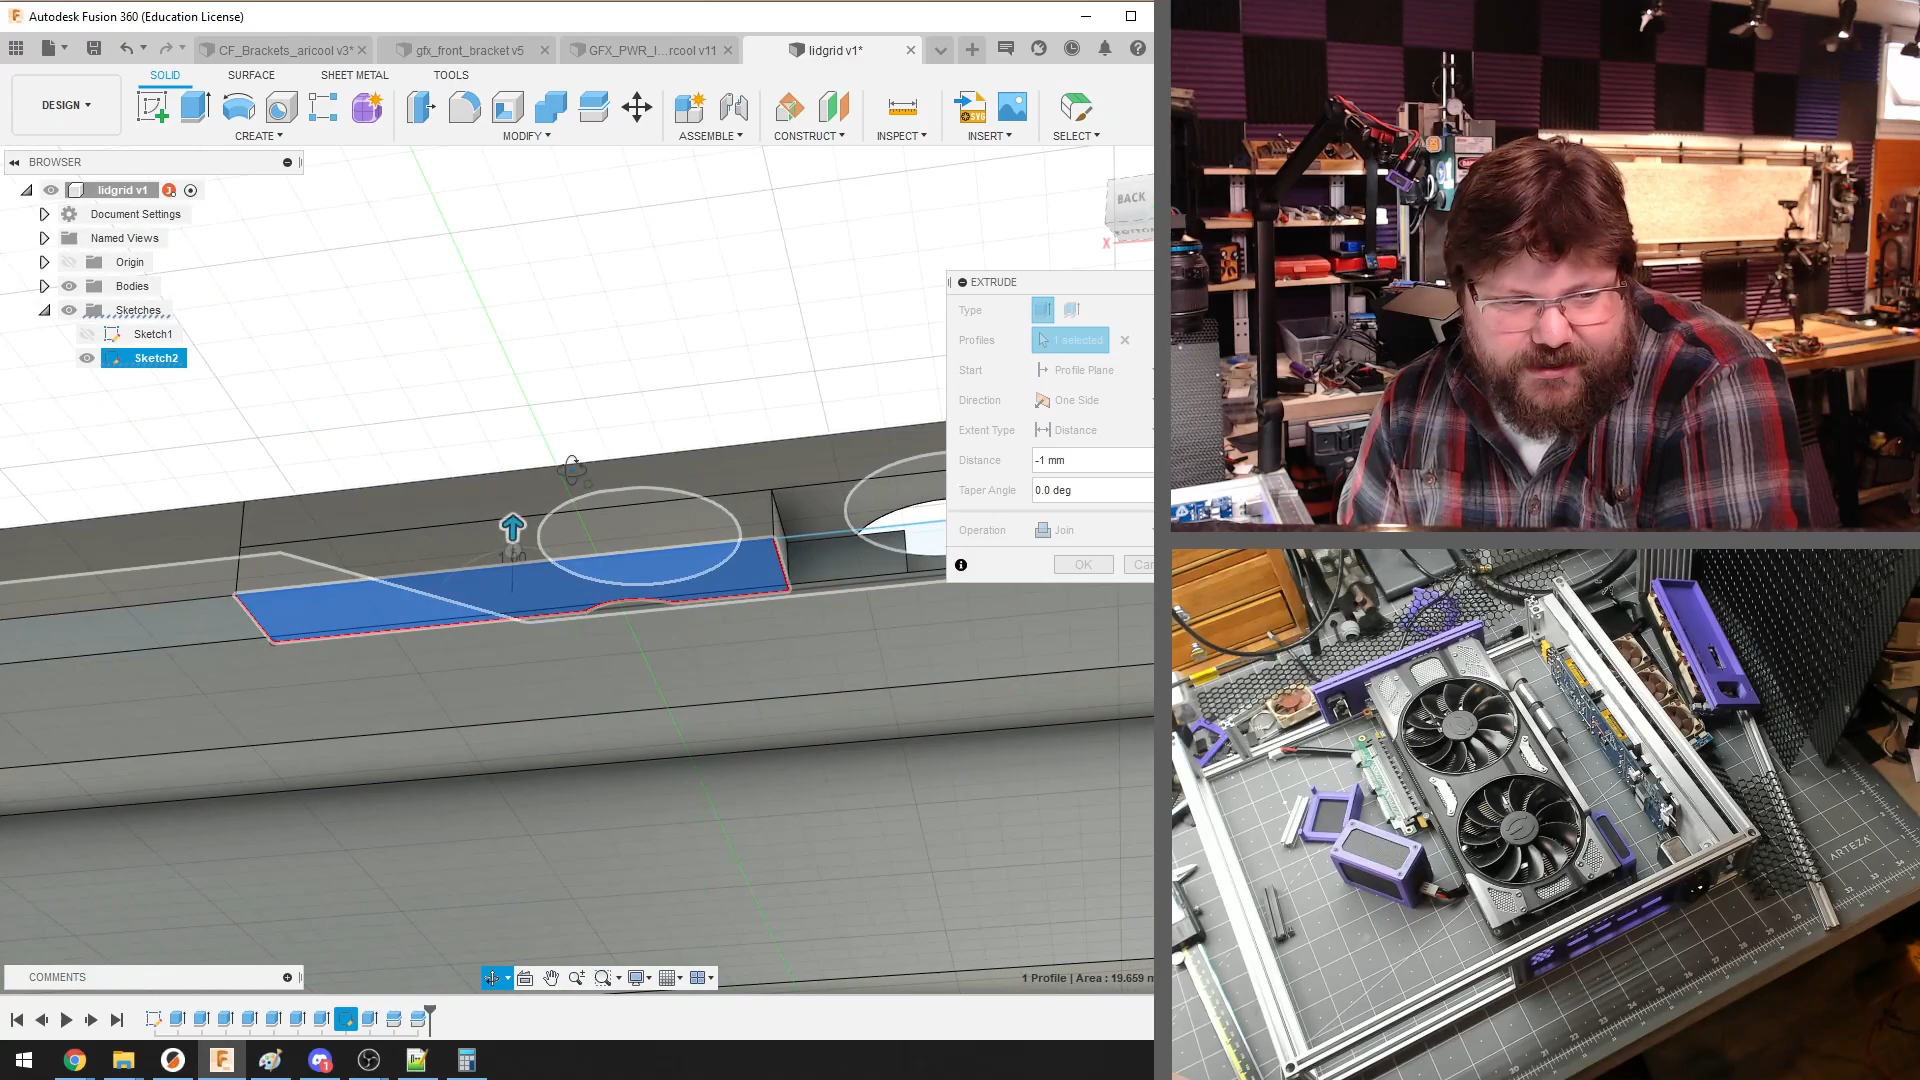 Autodesk Fusion 360 (Education License)
CF_Brackets_aricool v3*
gfx_front_bracket v5
GFX_PWR_I...rcool v11
lidgrid v1*
SOLID
SURFACE
SHEET METAL
TOOLS
DESIGN
CREATE
MODIFY
ASSEMBLE
CONSTRUCT
INSPECT
INSERT
SELECT
BROWSER
lidgrid v1
Document Settings
Named Views
Origin
Bodies
Sketches
Sketch1
Sketch2
BACK
X
EXTRUDE
Type
Profiles
1 selected
Start
Profile Plane
Direction
One Side
Extent Type
Distance
Distance
-1 mm
Taper Angle
0.0 deg
Operation
Join
OK
Can
COMMENTS
1 Profile | Area : 19.659 m
ARTEZA